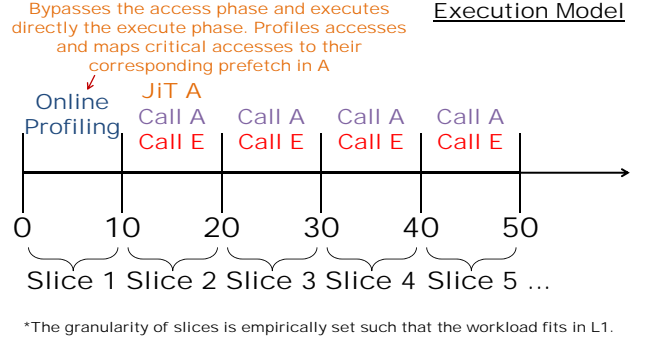 Execution Model
Bypasses the access phase and executes
directly the execute phase. Profiles accesses
and maps critical accesses to their
corresponding prefetch in A
Online
Profiling
JiT A
Call A
Call E
Call A
Call E
Call A
Call E
Call A
Call E
0 10 20 30 40 50
Slice 1 Slice 2 Slice 3 Slice 4 Slice 5 ...
*The granularity of slices is empirically set such that the workload fits in L1.